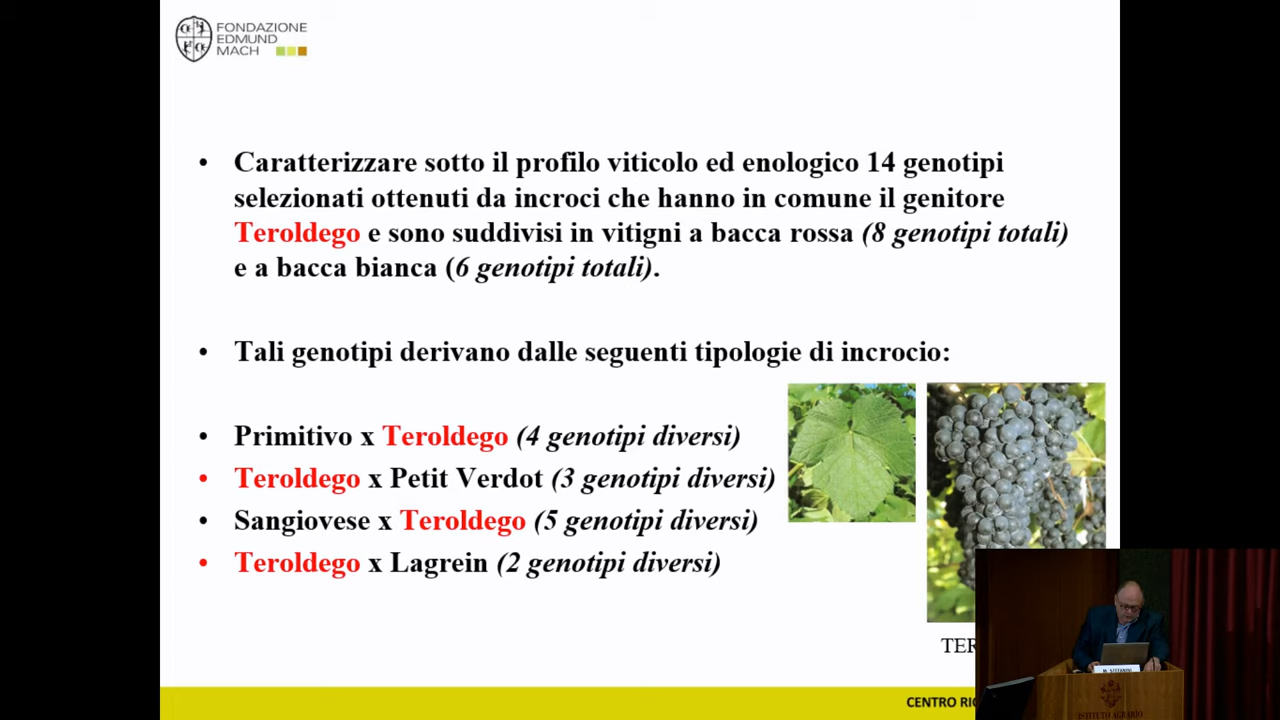 FONDAZIONE
EDMUND
MACH
• Caratterizzare sotto il profilo viticolo ed enologico 14 genotipi
selezionati ottenuti da incroci che hanno in comune il genitore
Teroldego e sono suddivisi in vitigni a bacca rossa (8 genotipi totali)
e a bacca bianca (6 genotipi totali).
• Tali genotipi derivano dalle seguenti tipologie di incrocio:
• Primitivo x Teroldego (4 genotipi diversi)
• Teroldego x Petit Verdot (3 genotipi diversi)
• Sangiovese x Teroldego (5 genotipi diversi)
• Teroldego x Lagrein (2 genotipi diversi)
TER
CENTRO RIC
M. STEFANINI
ISTITUTO AGRARIO